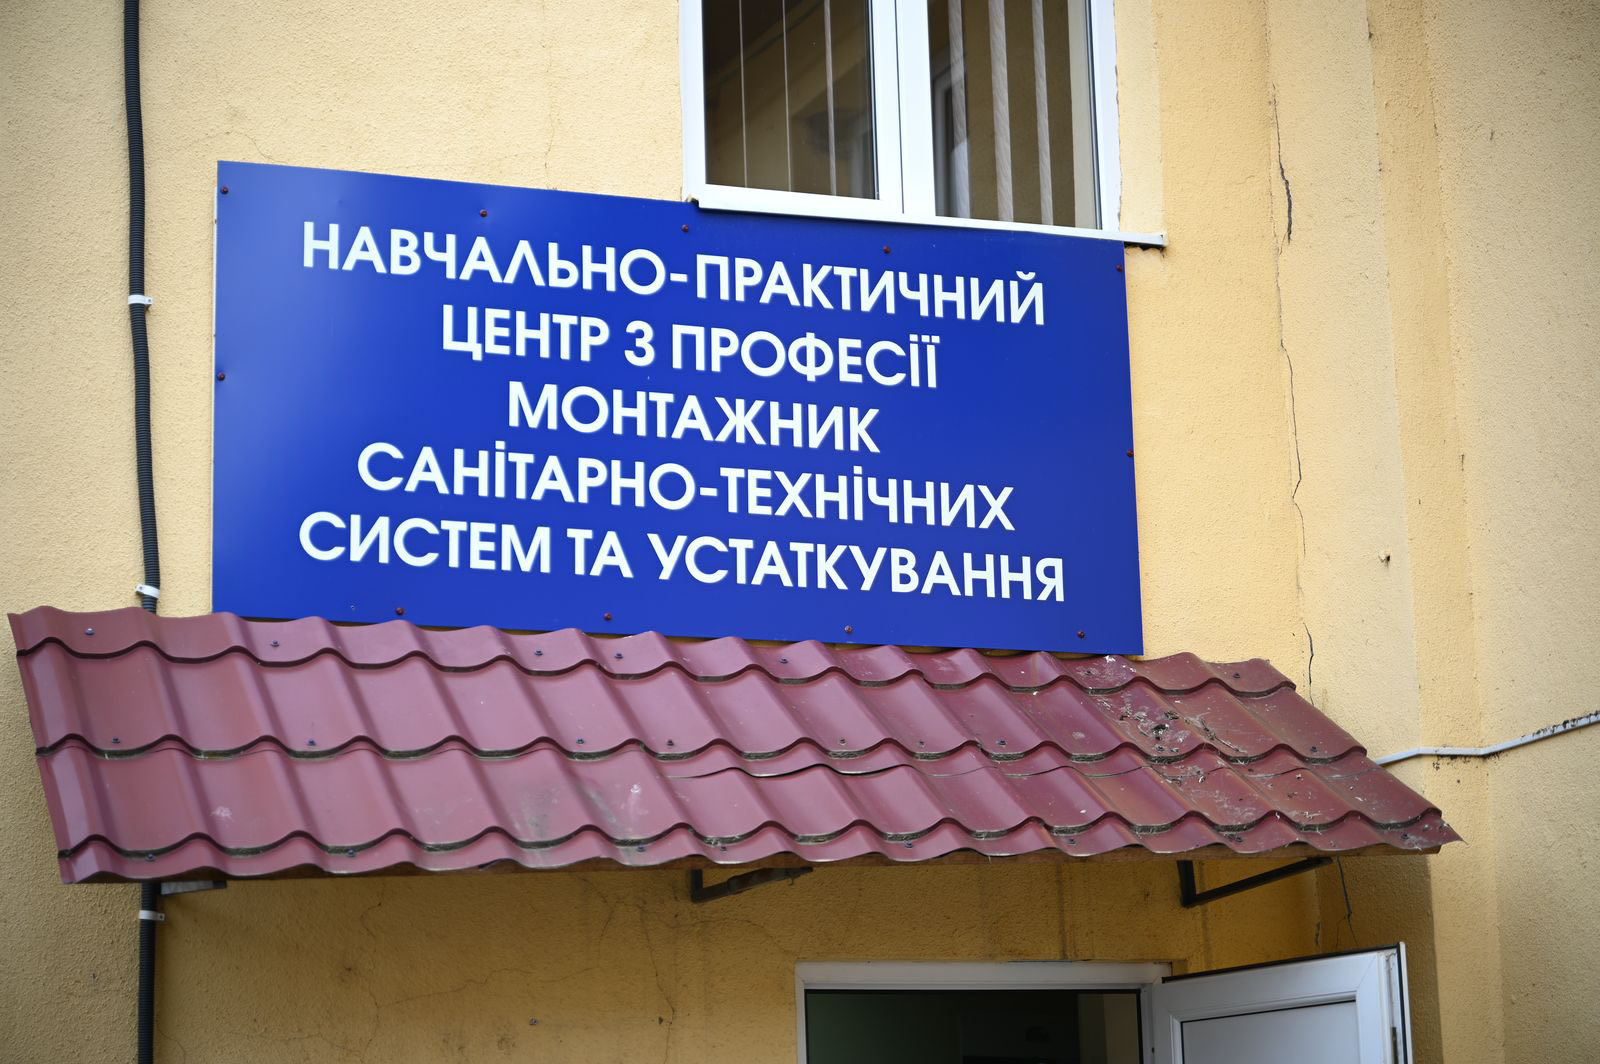 НАВЧАЛЬНО-ПРАКТИЧНИЙ
ЦЕНТР З ПРОФЕСІЇ
МОНТАЖНИК
САНІТАРНО-ТЕХНІЧНИХ
СИСТЕМ ТА УСТАТКУВАННЯ